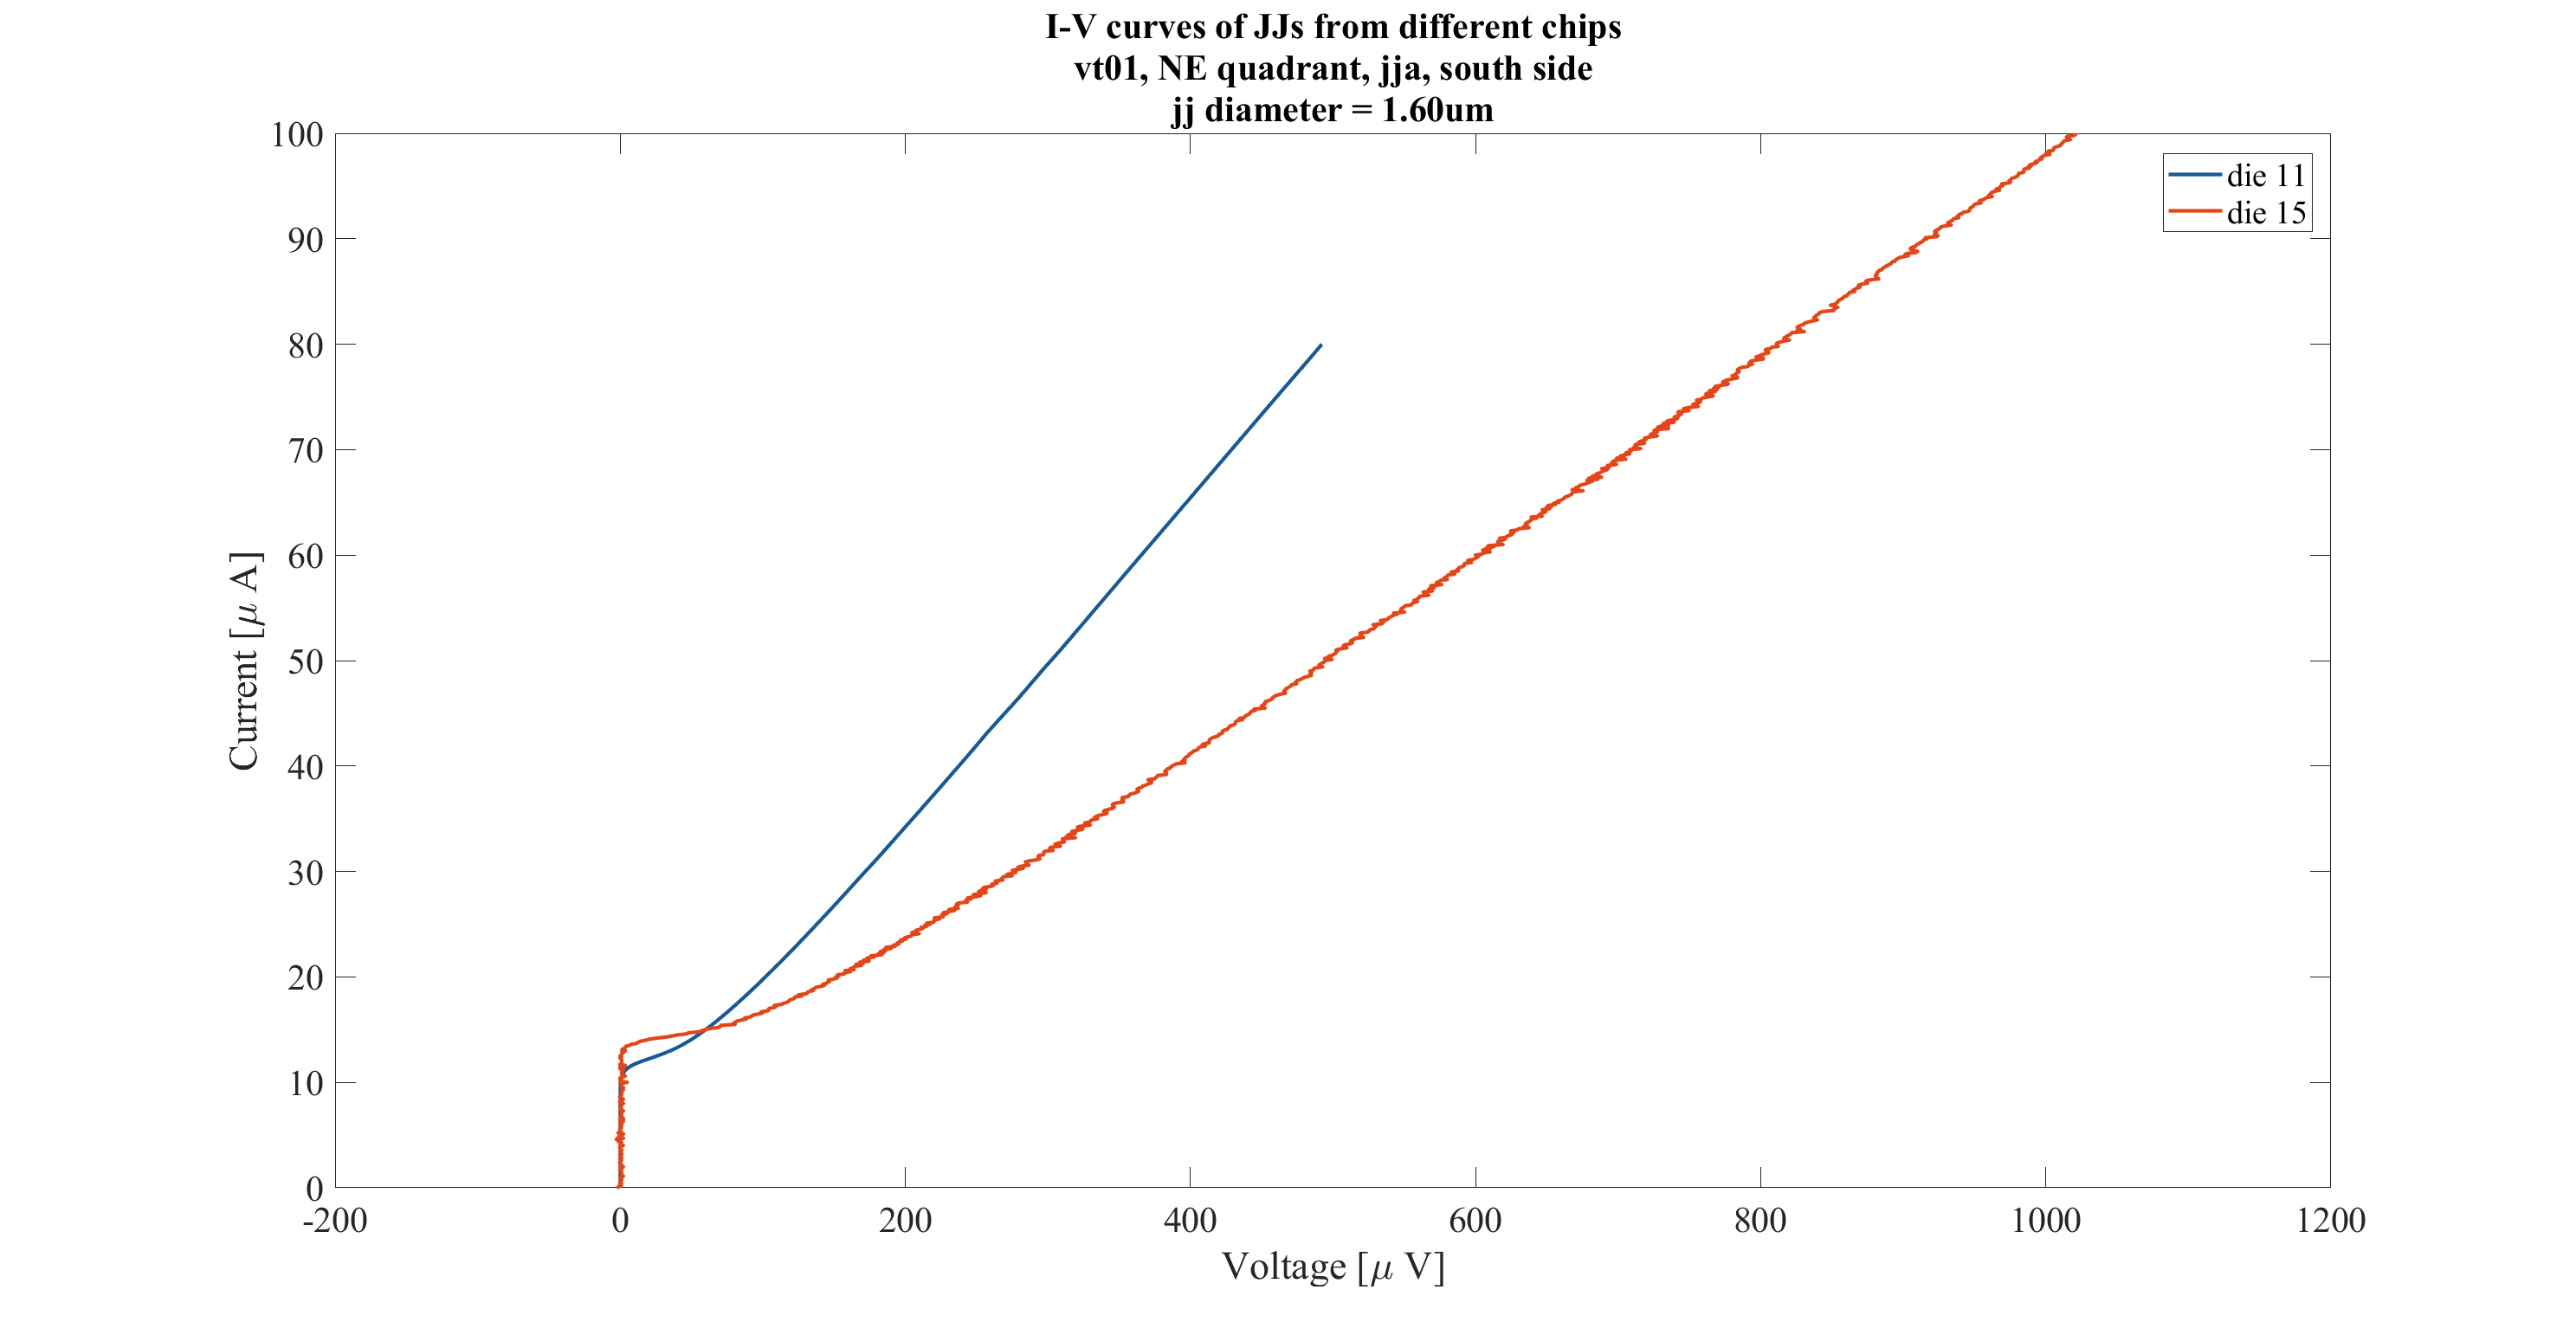 I-V curves of JJs from different chips
vt01, NE quadrant, jja, south side
jj diameter = 1.60um
100
90
80
70
60
50
40
30
20
10
0
Current [μ A]
die 11
die 15
-200
0
200
400
600
800
1000
1200
Voltage [μ V]